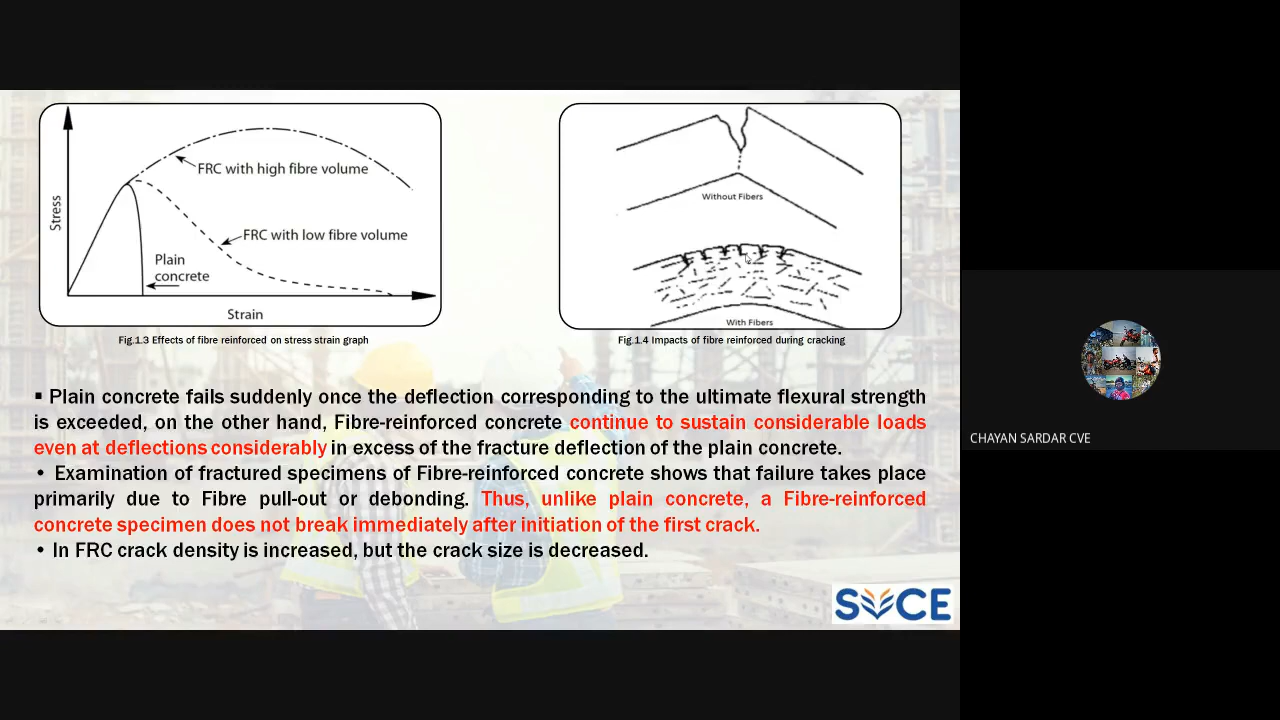 Stress
FRC with high fibre volume
FRC with low fibre volume
Plain
concrete
Strain
Fig.1.3 Effects of fibre reinforced on stress strain graph
Without Fibers
With Fibers
Fig.1.4 Impacts of fibre reinforced during cracking
▪ Plain concrete fails suddenly once the deflection corresponding to the ultimate flexural strength
is exceeded, on the other hand, Fibre-reinforced concrete continue to sustain considerable loads
even at deflections considerably in excess of the fracture deflection of the plain concrete.
• Examination of fractured specimens of Fibre-reinforced concrete shows that failure takes place
primarily due to Fibre pull-out or debonding. Thus, unlike plain concrete, a Fibre-reinforced
concrete specimen does not break immediately after initiation of the first crack.
• In FRC crack density is increased, but the crack size is decreased.
SVCE
CHAYAN SARDAR CVE